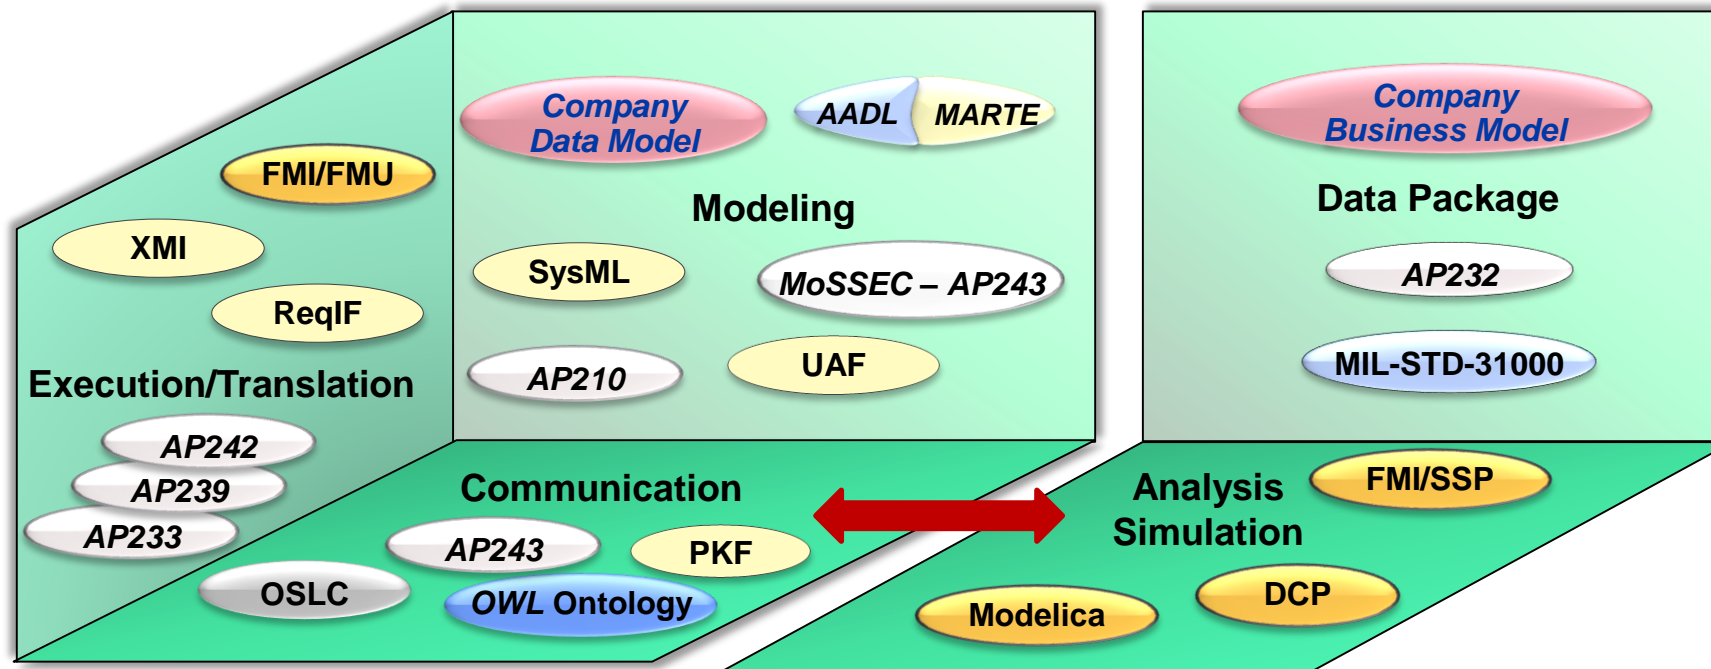 Company
Data Model
AADL
MARTE
Company
Business Model
FMI/FMU
Modeling
Data Package
XMI
SysML
MoSSEC – AP243
AP232
ReqIF
AP210
UAF
MIL-STD-31000
Execution/Translation
AP242
AP239
AP233
Communication
AP243
PKF
OSLC
OWL Ontology
Analysis
Simulation
FMI/SSP
Modelica
DCP